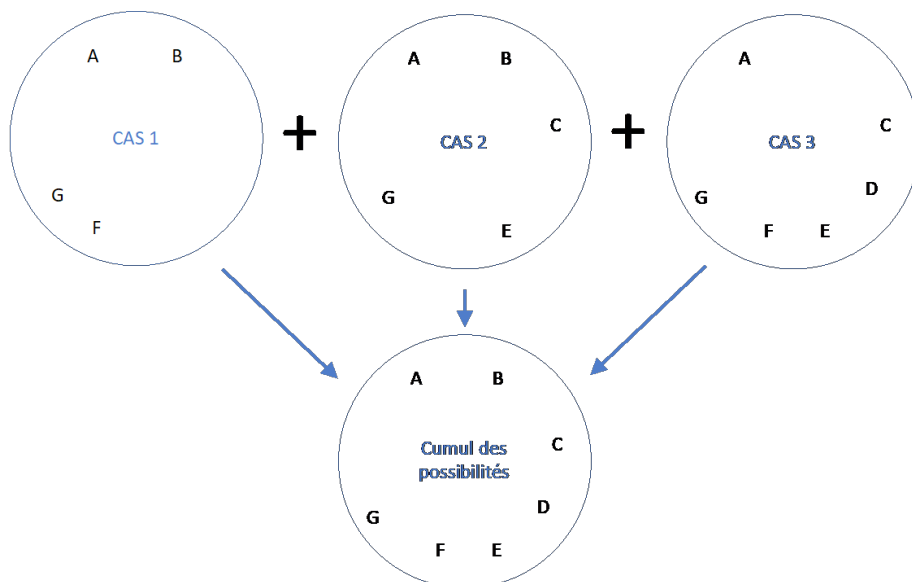 A B
CAS 1
G
F
+
A B
C
CAS 2
G
E
+
A
C
CAS 3
D
G
F E
A B
C
Cumul des
possibilités
D
G
F E